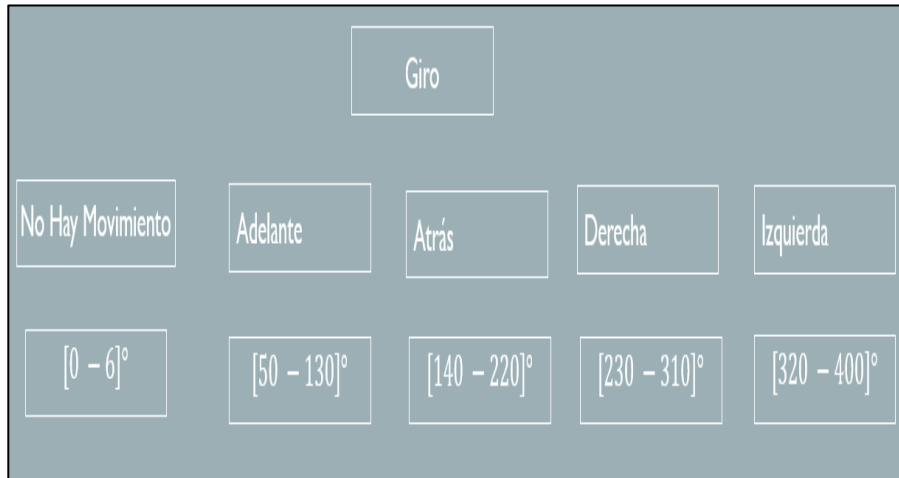 Giro
No Hay Movimiento
Adelante
Atrás
Derecha
Izquierda
[0 – 6]°
[50 – 130]°
[140 – 220]°
[230 – 310]°
[320 – 400]°